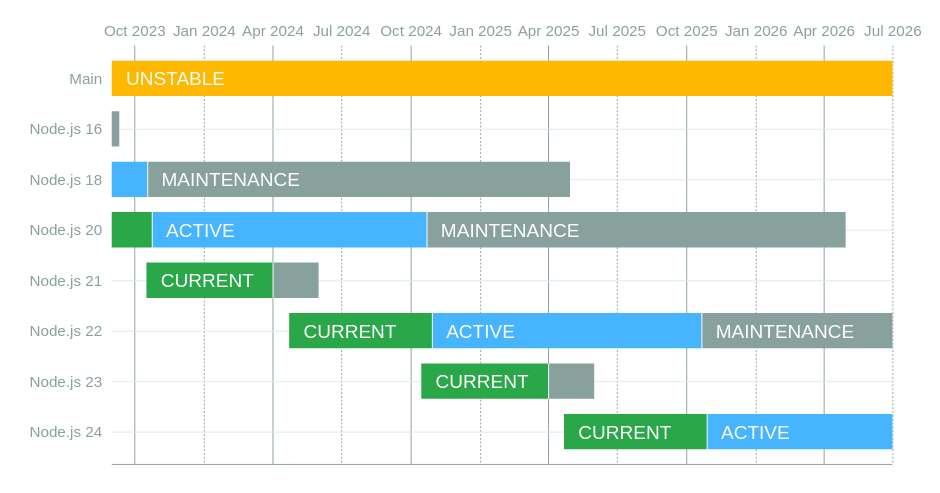 Oct 2023 Jan 2024 Apr 2024 Jul 2024 Oct 2024 Jan 2025 Apr 2025 Jul 2025 Oct 2025 Jan 2026 Apr 2026 Jul 2026
Main UNSTABLE
Node.js 16
Node.js 18 MAINTENANCE
Node.js 20 ACTIVE MAINTENANCE
Node.js 21 CURRENT
Node.js 22 CURRENT ACTIVE MAINTENANCE
Node.js 23 CURRENT
Node.js 24 CURRENT ACTIVE